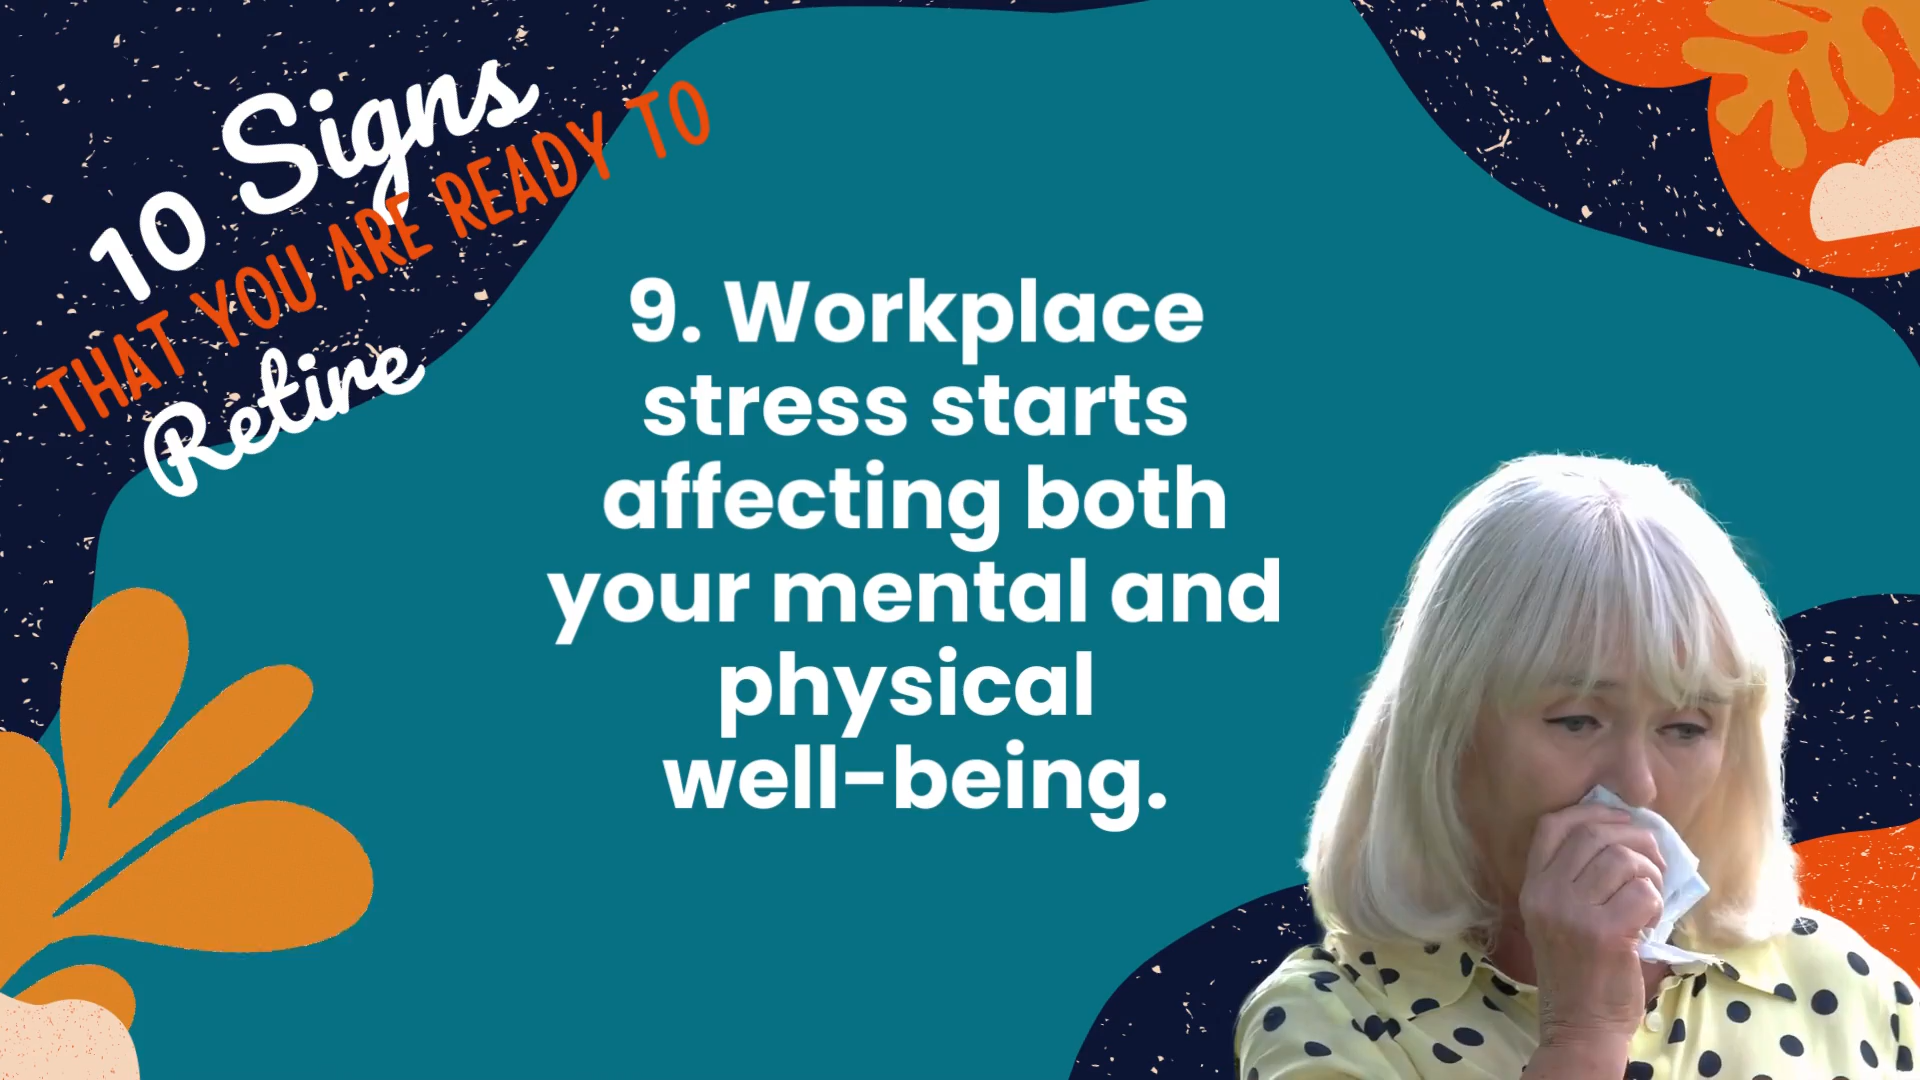 10 Signs
THAT YOU ARE READY TO
Retire
9. Workplace
stress starts
affecting both
your mental and
physical
well-being.